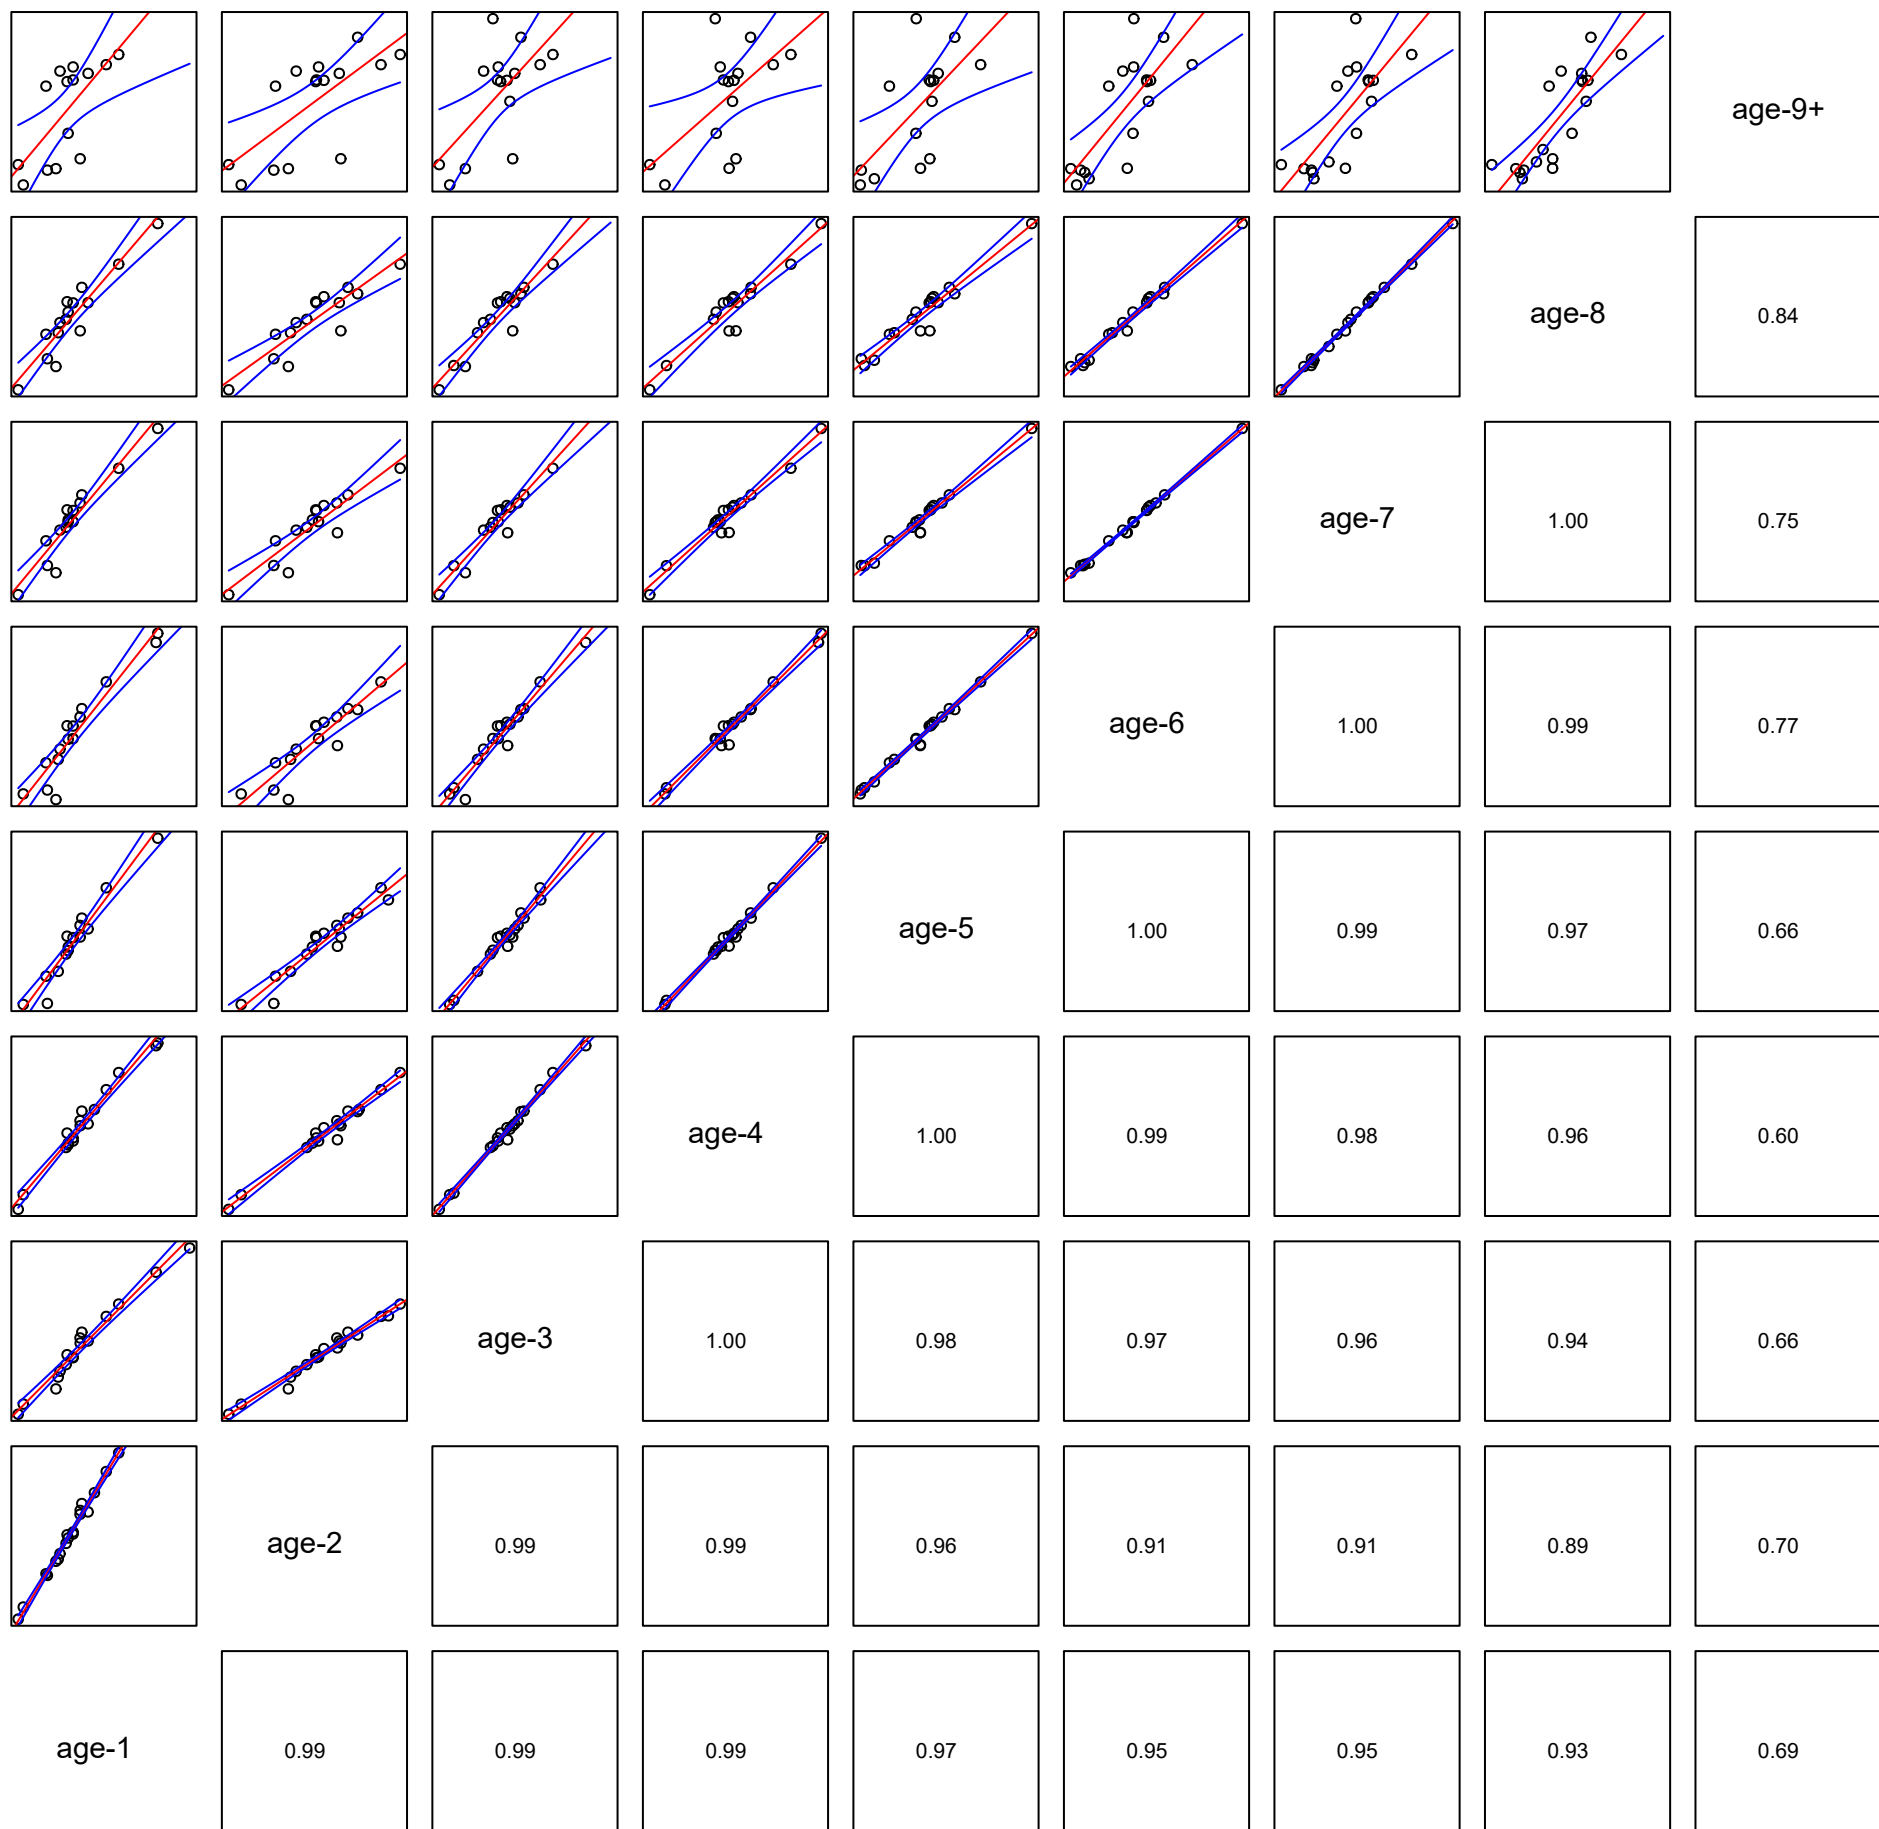 age-9+
age-8 0.84
age-7 1.00 0.75
age-6 1.00 0.99 0.77
age-5 1.00 0.99 0.97 0.66
age-4 1.00 0.99 0.98 0.96 0.60
age-3 1.00 0.98 0.97 0.96 0.94 0.66
age-2 0.99 0.99 0.96 0.91 0.91 0.89 0.70
age-1 0.99 0.99 0.99 0.97 0.95 0.95 0.93 0.69